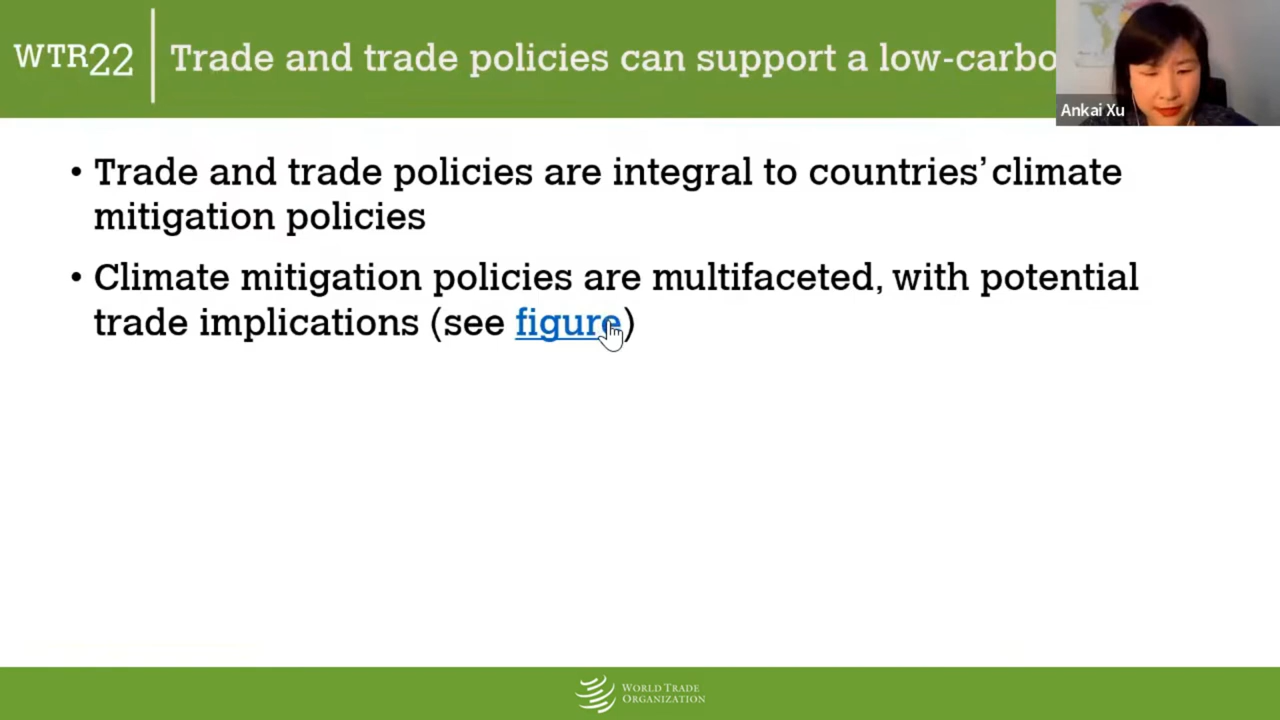 WTR22
Trade and trade policies can support a low-carbo
Ankai Xu
• Trade and trade policies are integral to countries’ climate
mitigation policies
• Climate mitigation policies are multifaceted, with potential
trade implications (see figure)
WORLD TRADE
ORGANIZATION